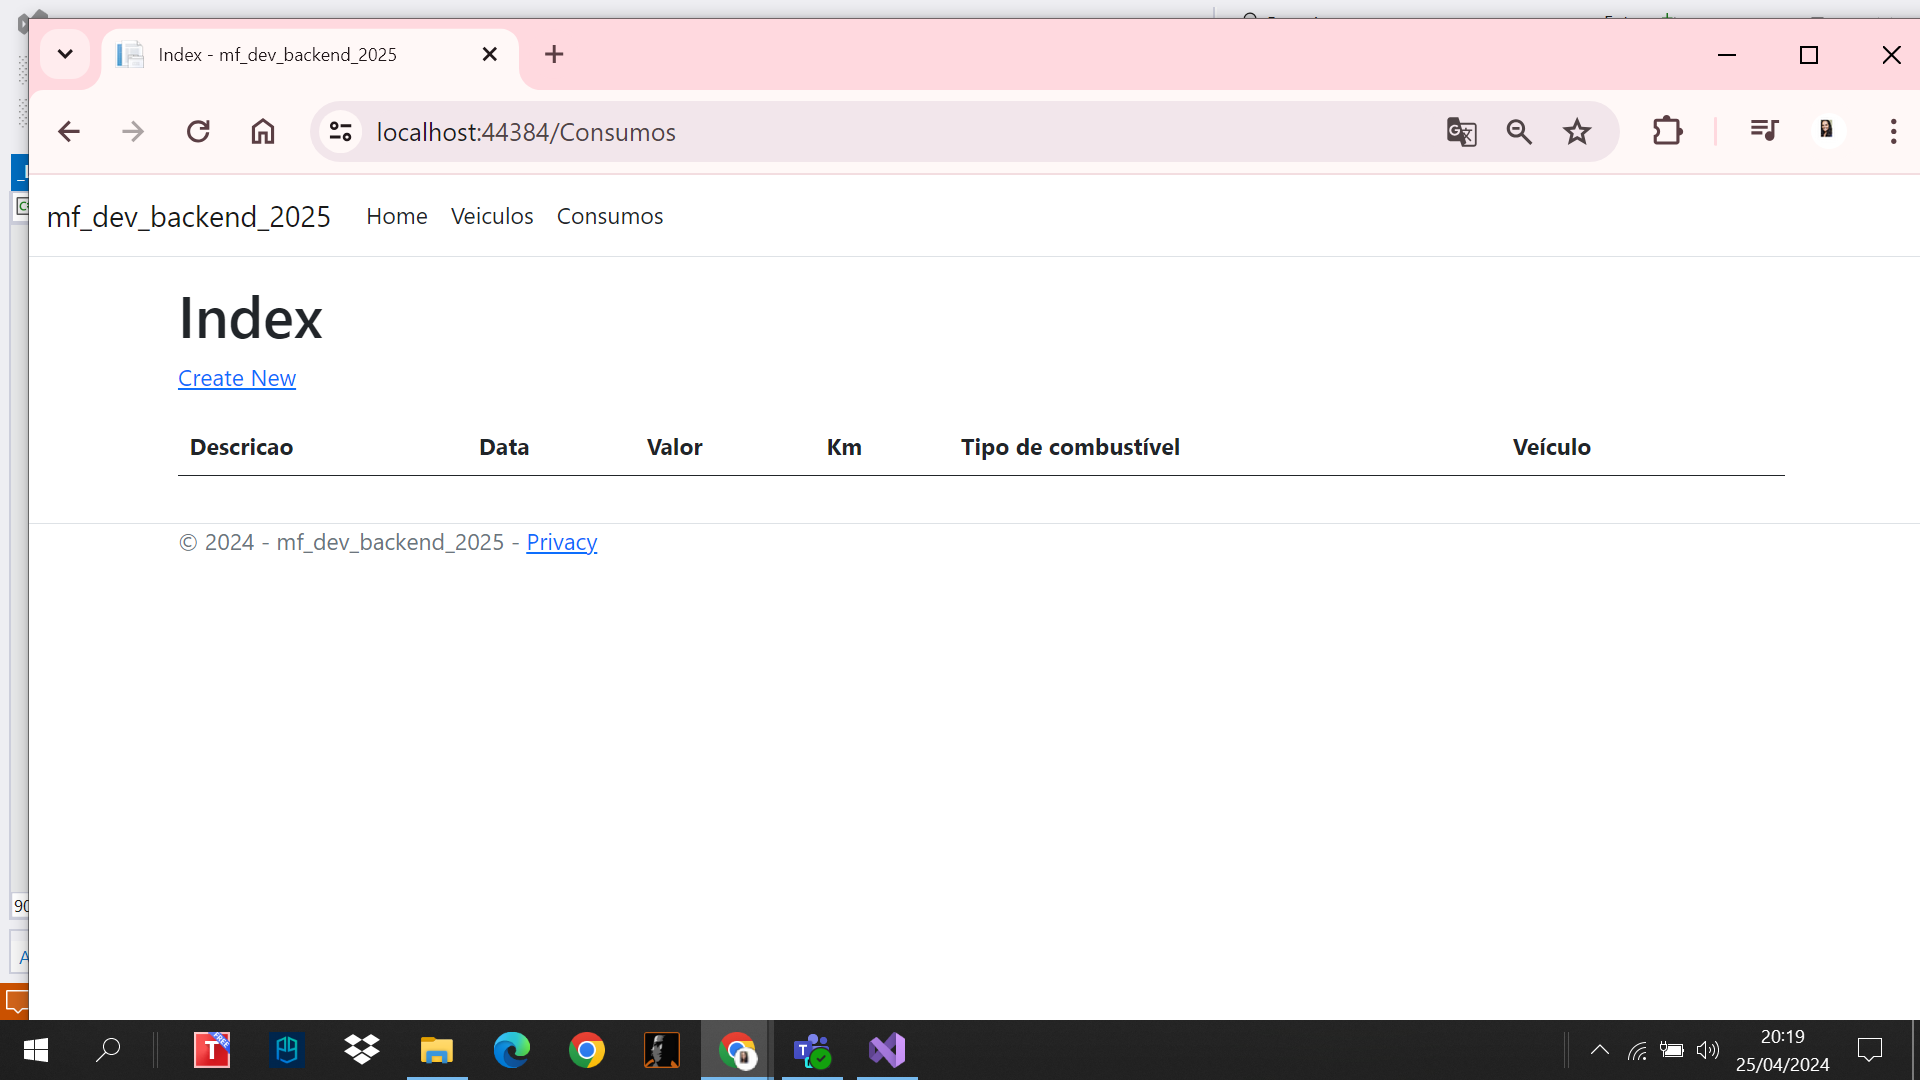 Index - mf_dev_backend_2025
localhost:44384/Consumos
mf_dev_backend_2025 Home Veiculos Consumos
Index
Create New
Descricao Data Valor Km Tipo de combustível Veículo
© 2024 - mf_dev_backend_2025 - Privacy
90
A
20:19
25/04/2024